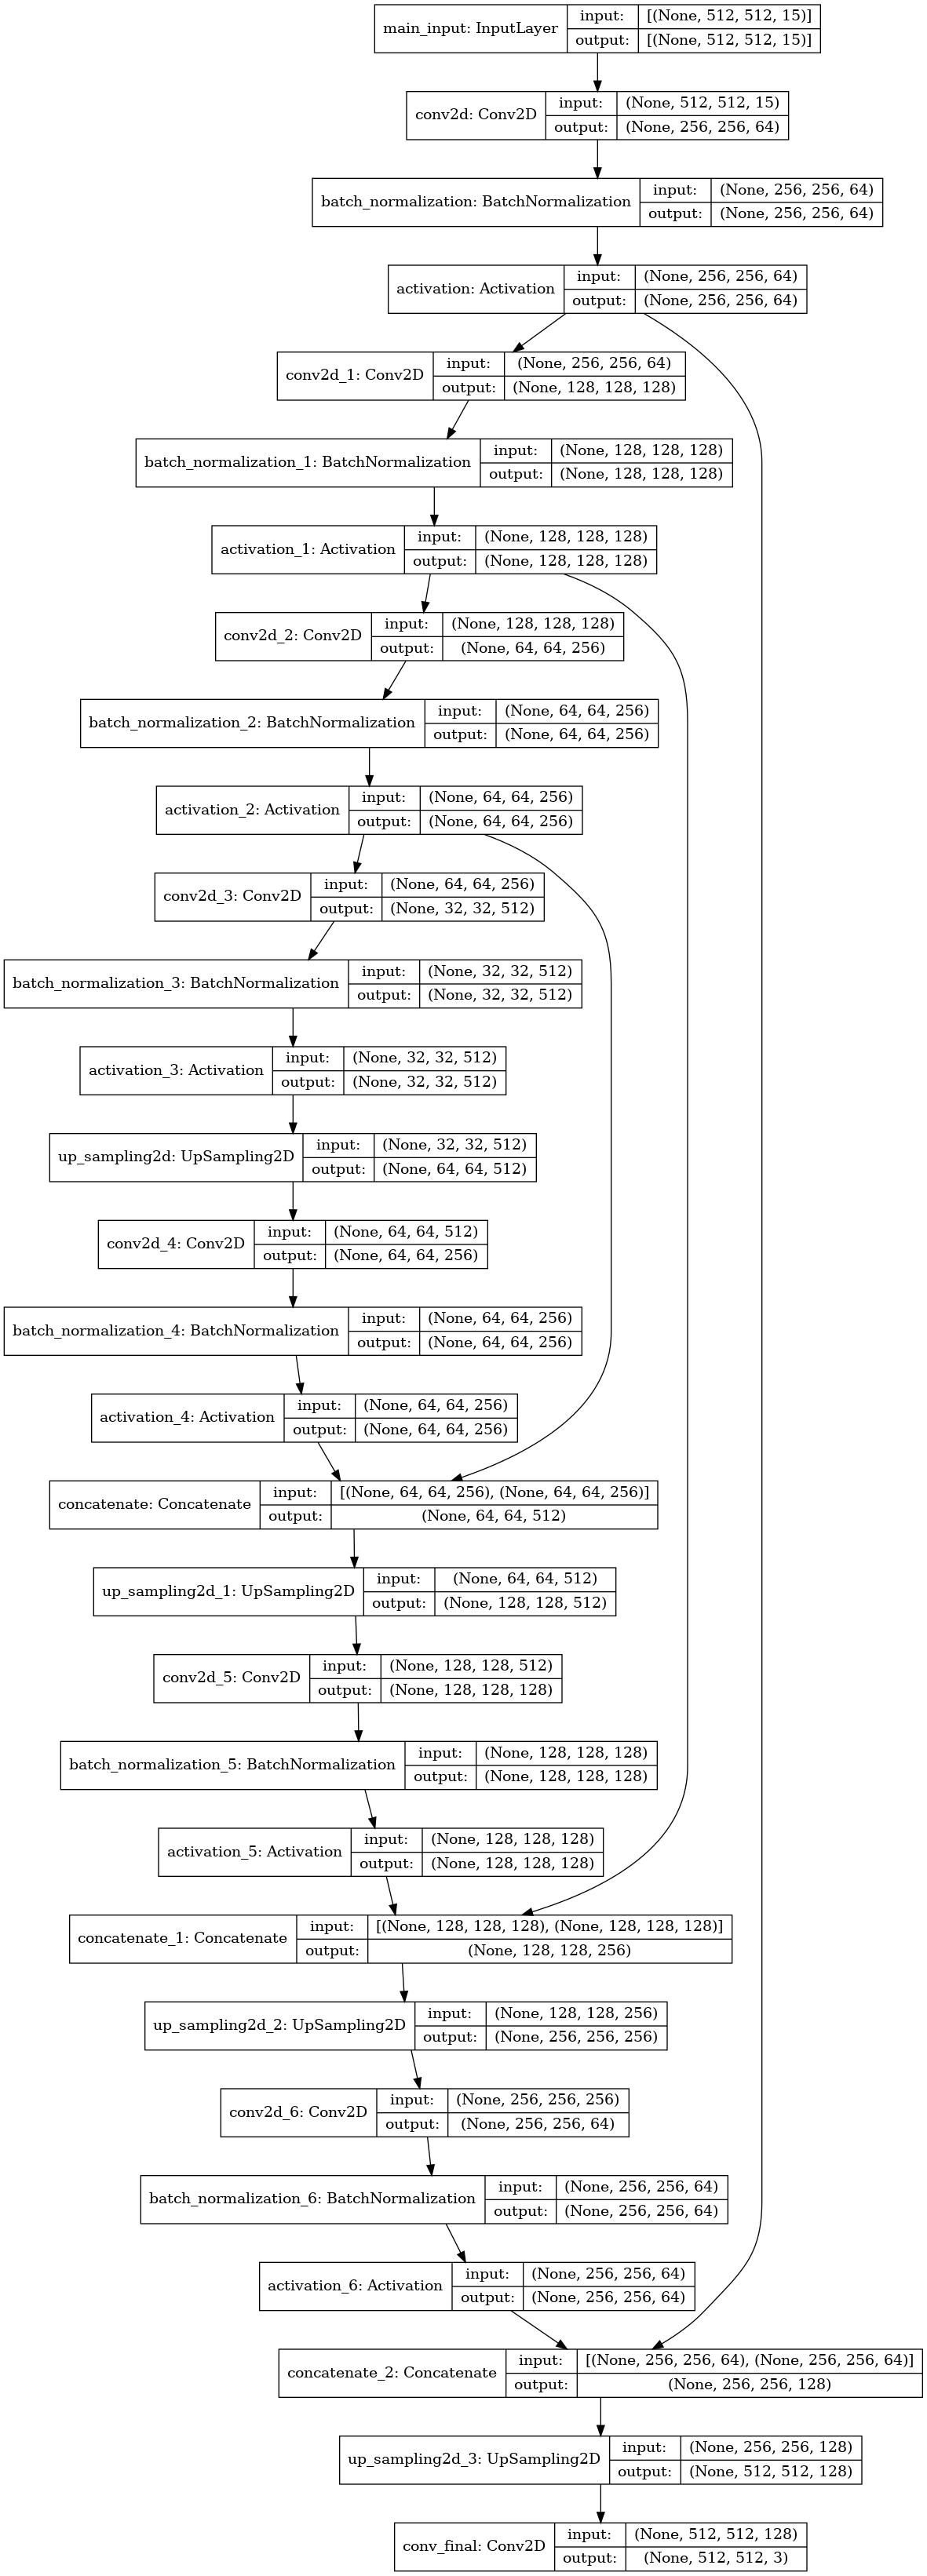 main_input: InputLayer
input:
[(None, 512, 512, 15)]
output:
[(None, 512, 512, 15)]
conv2d: Conv2D
input:
(None, 512, 512, 15)
output:
(None, 256, 256, 64)
batch_normalization: BatchNormalization
input:
(None, 256, 256, 64)
output:
(None, 256, 256, 64)
activation: Activation
input:
(None, 256, 256, 64)
output:
(None, 256, 256, 64)
conv2d_1: Conv2D
input:
(None, 256, 256, 64)
output:
(None, 128, 128, 128)
batch_normalization_1: BatchNormalization
input:
(None, 128, 128, 128)
output:
(None, 128, 128, 128)
activation_1: Activation
input:
(None, 128, 128, 128)
output:
(None, 128, 128, 128)
conv2d_2: Conv2D
input:
(None, 128, 128, 128)
output:
(None, 64, 64, 256)
batch_normalization_2: BatchNormalization
input:
(None, 64, 64, 256)
output:
(None, 64, 64, 256)
activation_2: Activation
input:
(None, 64, 64, 256)
output:
(None, 64, 64, 256)
conv2d_3: Conv2D
input:
(None, 64, 64, 256)
output:
(None, 32, 32, 512)
batch_normalization_3: BatchNormalization
input:
(None, 32, 32, 512)
output:
(None, 32, 32, 512)
activation_3: Activation
input:
(None, 32, 32, 512)
output:
(None, 32, 32, 512)
up_sampling2d: UpSampling2D
input:
(None, 32, 32, 512)
output:
(None, 64, 64, 512)
conv2d_4: Conv2D
input:
(None, 64, 64, 512)
output:
(None, 64, 64, 256)
batch_normalization_4: BatchNormalization
input:
(None, 64, 64, 256)
output:
(None, 64, 64, 256)
activation_4: Activation
input:
(None, 64, 64, 256)
output:
(None, 64, 64, 256)
concatenate: Concatenate
input:
[(None, 64, 64, 256), (None, 64, 64, 256)]
output:
(None, 64, 64, 512)
up_sampling2d_1: UpSampling2D
input:
(None, 64, 64, 512)
output:
(None, 128, 128, 512)
conv2d_5: Conv2D
input:
(None, 128, 128, 512)
output:
(None, 128, 128, 128)
batch_normalization_5: BatchNormalization
input:
(None, 128, 128, 128)
output:
(None, 128, 128, 128)
activation_5: Activation
input:
(None, 128, 128, 128)
output:
(None, 128, 128, 128)
concatenate_1: Concatenate
input:
[(None, 128, 128, 128), (None, 128, 128, 128)]
output:
(None, 128, 128, 256)
up_sampling2d_2: UpSampling2D
input:
(None, 128, 128, 256)
output:
(None, 256, 256, 256)
conv2d_6: Conv2D
input:
(None, 256, 256, 256)
output:
(None, 256, 256, 64)
batch_normalization_6: BatchNormalization
input:
(None, 256, 256, 64)
output:
(None, 256, 256, 64)
activation_6: Activation
input:
(None, 256, 256, 64)
output:
(None, 256, 256, 64)
concatenate_2: Concatenate
input:
[(None, 256, 256, 64), (None, 256, 256, 64)]
output:
(None, 256, 256, 128)
up_sampling2d_3: UpSampling2D
input:
(None, 256, 256, 128)
output:
(None, 512, 512, 128)
conv_final: Conv2D
input:
(None, 512, 512, 128)
output:
(None, 512, 512, 3)